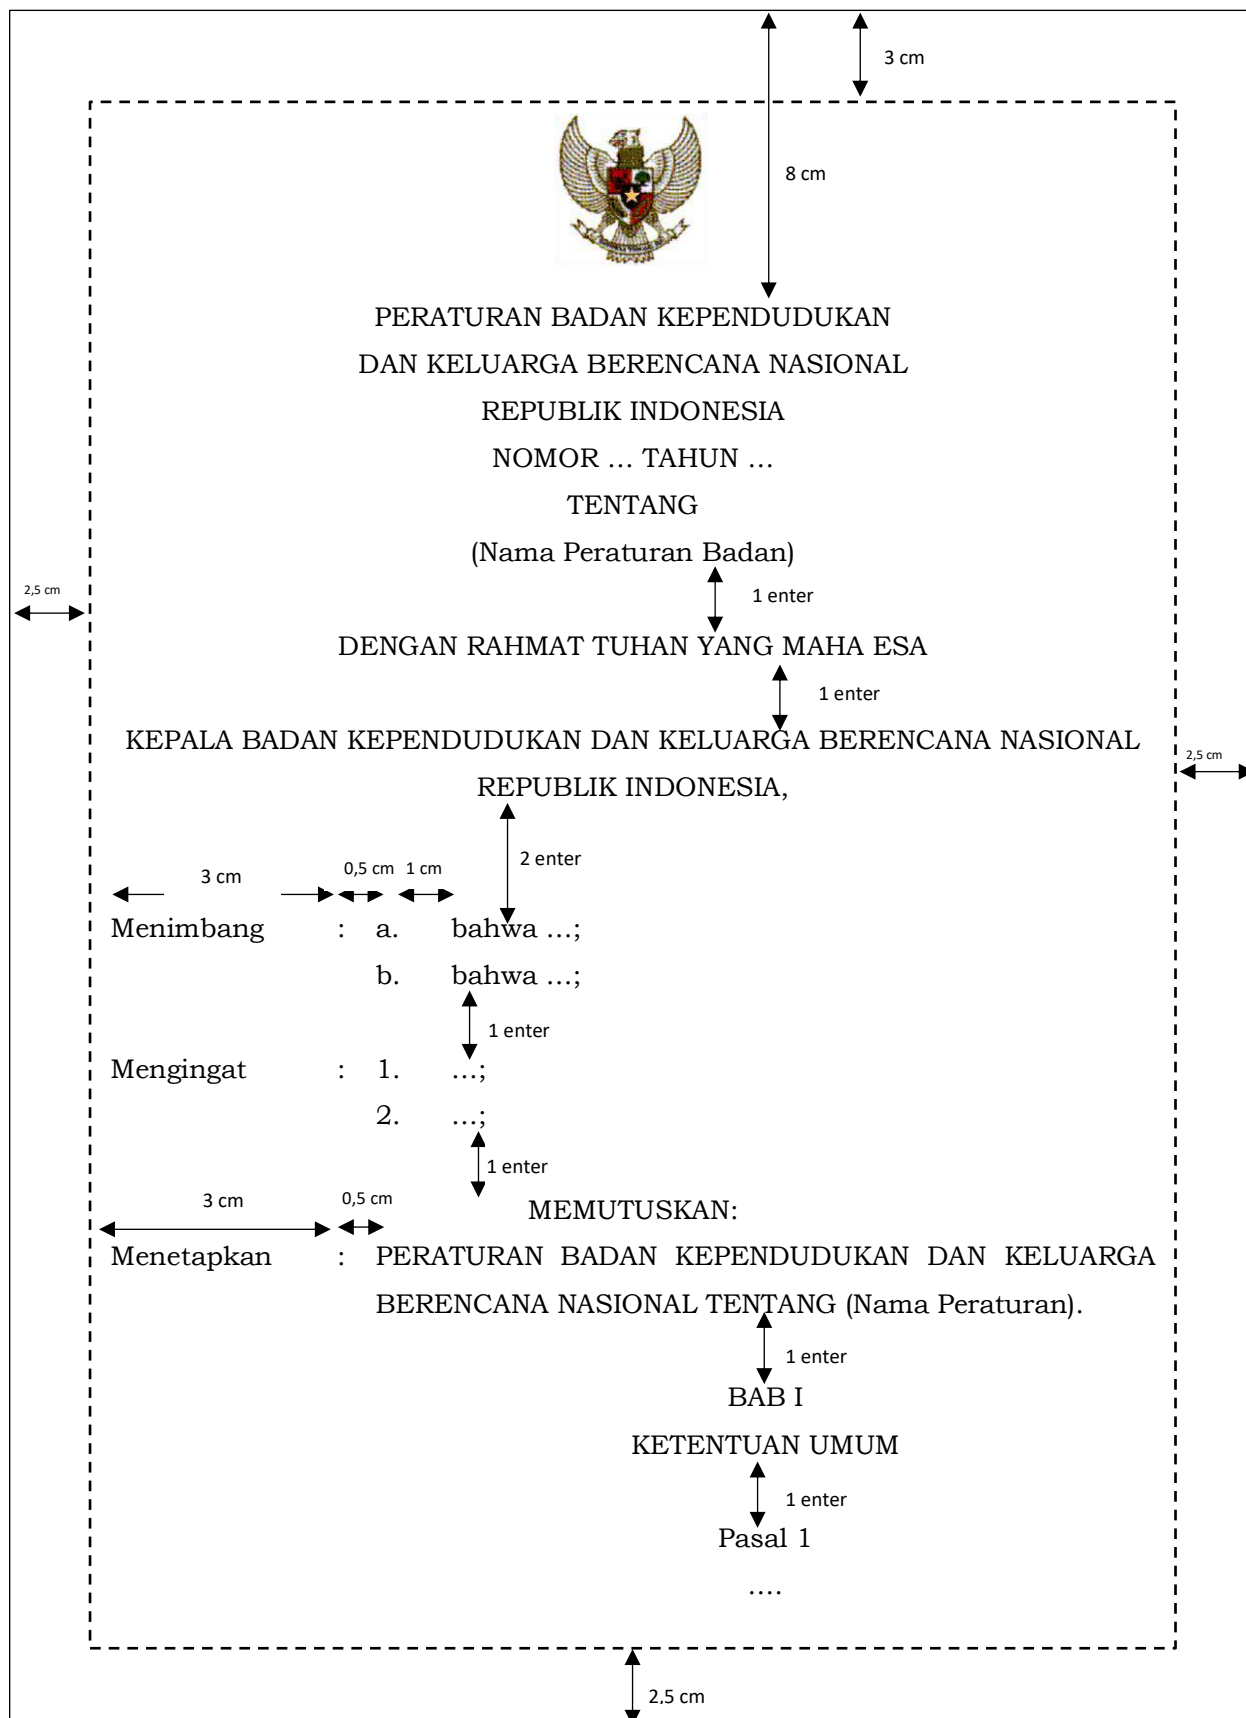 3 cm
8 cm
PERATURAN BADAN KEPENDUDUKAN
DAN KELUARGA BERENCANA NASIONAL
REPUBLIK INDONESIA
NOMOR … TAHUN …
TENTANG
(Nama Peraturan Badan)
2,5 cm
1 enter
DENGAN RAHMAT TUHAN YANG MAHA ESA
1 enter
KEPALA BADAN KEPENDUDUKAN DAN KELUARGA BERENCANA NASIONAL
2,5 cm
REPUBLIK INDONESIA,
2 enter
3 cm 0,5 cm 1 cm
Menimbang : a. bahwa …;
b. bahwa …;
1 enter
Mengingat : 1. …;
2. …;
1 enter
3 cm 0,5 cm
MEMUTUSKAN:
Menetapkan : PERATURAN BADAN KEPENDUDUKAN DAN KELUARGA
BERENCANA NASIONAL TENTANG (Nama Peraturan).
1 enter
BAB I
KETENTUAN UMUM
1 enter
Pasal 1
….
2,5 cm